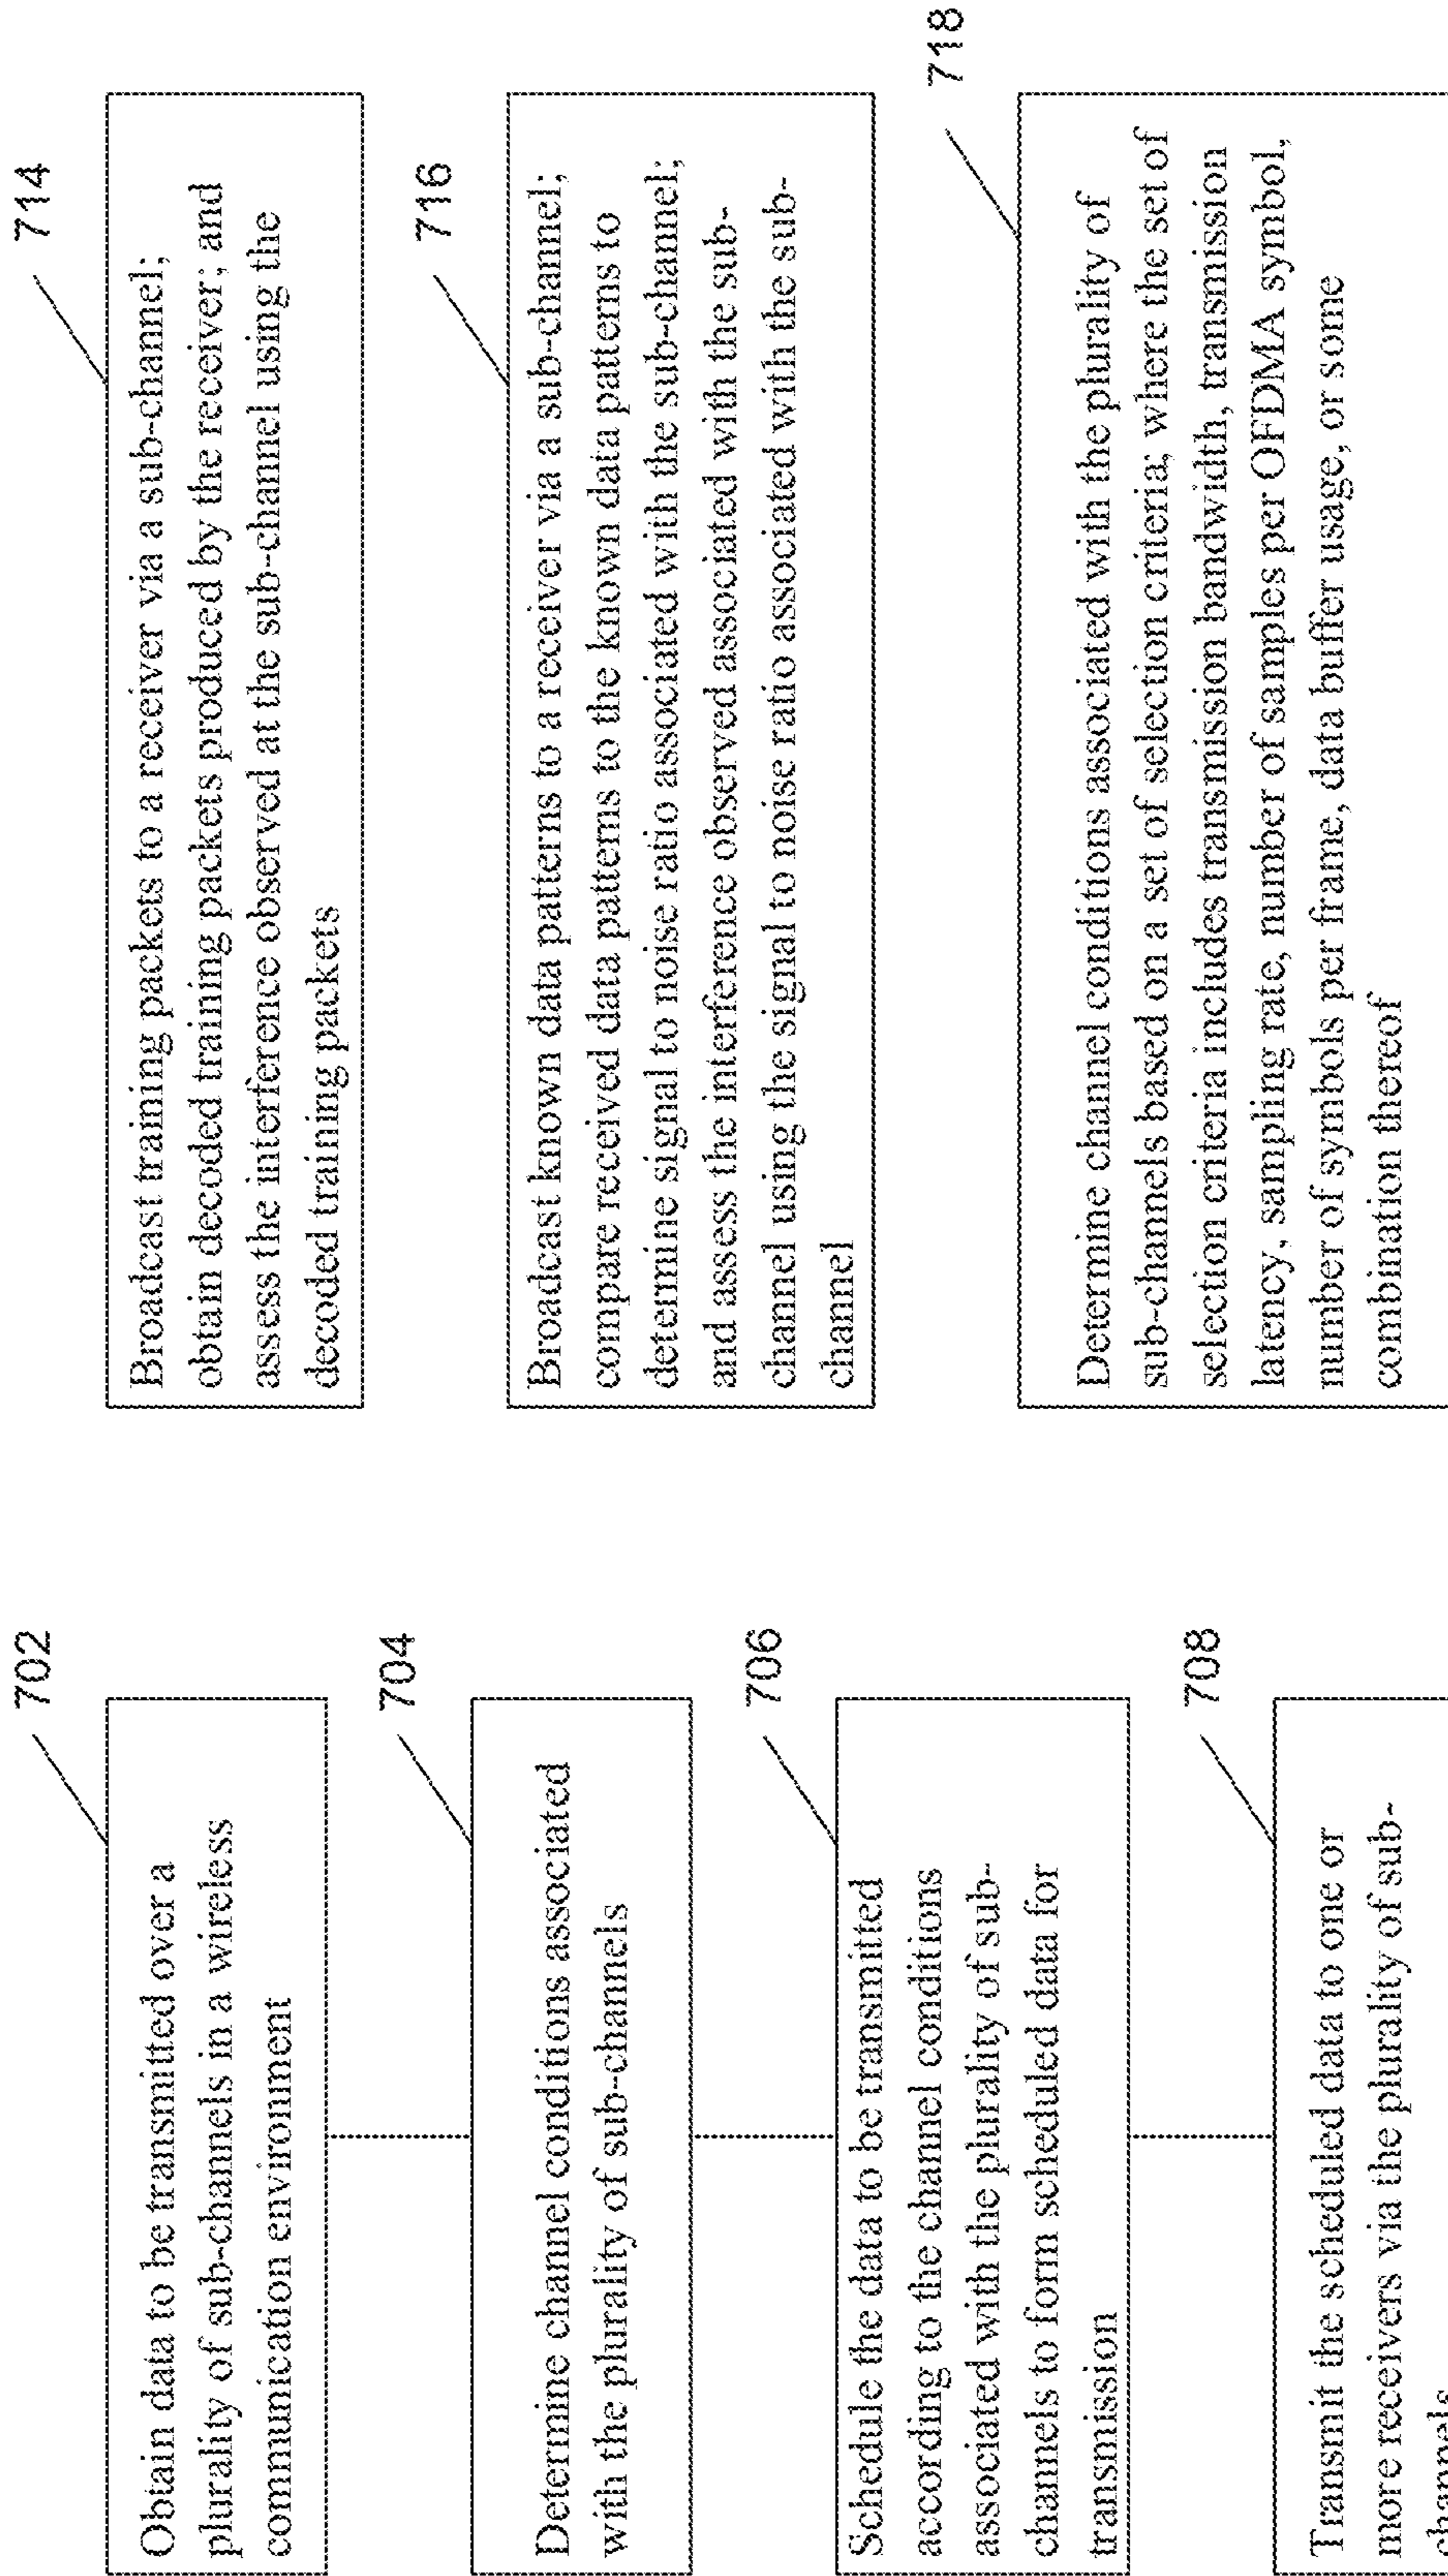 702
Obtain data to be transmitted over a
plurality of sub-channels in a wireless
communication environment
704
Determine channel conditions associated
with the plurality of sub-channels
706
Schedule the data to be transmitted
according to the channel conditions
associated with the plurality of sub-
channels to form scheduled data for
transmission
708
Transmit the scheduled data to one or
more receivers via the plurality of sub-
channels
714
Broadcast training packets to a receiver via a sub-channel;
obtain decoded training packets produced by the receiver; and
assess the interference observed at the sub-channel using the
decoded training packets
716
Broadcast known data patterns to a receiver via a sub-channel;
compare received data patterns to the known data patterns to
determine signal to noise ratio associated with the sub-channel;
and assess the interference observed associated with the sub-
channel using the signal to noise ratio associated with the sub-
channel
718
Determine channel conditions associated with the plurality of
sub-channels based on a set of selection criteria; where the set of
selection criteria includes transmission bandwidth, transmission
latency, sampling rate, number of samples per OFDMA symbol,
number of symbols per frame, data buffer usage, or some
combination thereof